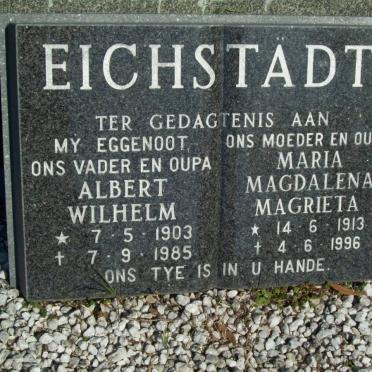 EICHSTADT
TER GEDAGTENIS AAN
MY EGGENOOT
ONS VADER EN OUPA
ALBERT
WILHELM
★ 7-5-1903
† 7-9-1985
ONS MOEDER EN OU
MARIA
MAGDALENA
MAGRIETA
★ 14-6-1913
† 4-6-1996
ONS TYE IS IN U HANDE.